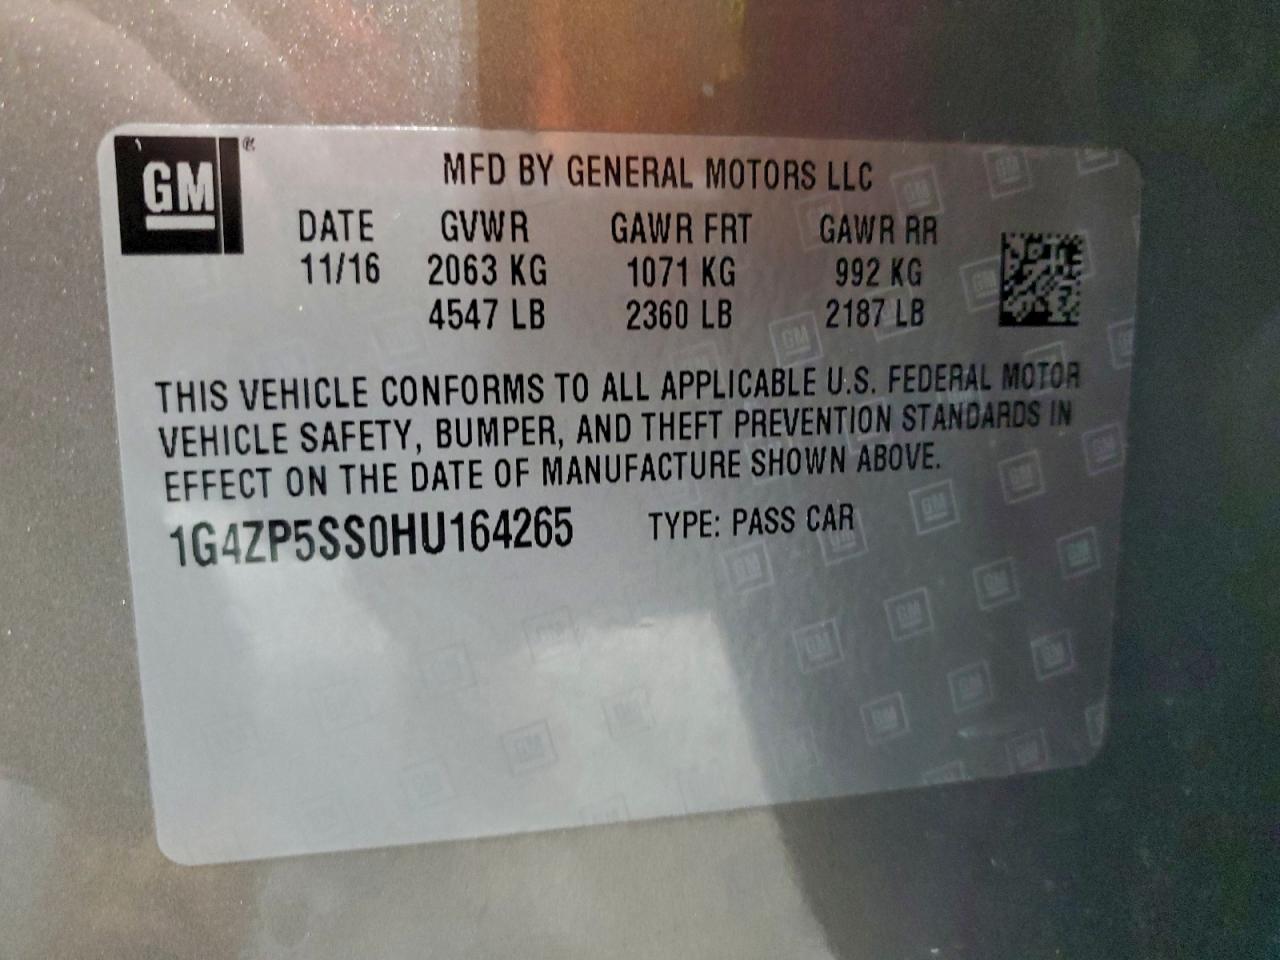 GM
MFD BY GENERAL MOTORS LLC
DATE GVWR GAWR FRT GAWR RR
11/16 2063 KG 1071 KG 992 KG
4547 LB 2360 LB 2187 LB
THIS VEHICLE CONFORMS TO ALL APPLICABLE U.S. FEDERAL MOTOR
VEHICLE SAFETY, BUMPER, AND THEFT PREVENTION STANDARDS IN
EFFECT ON THE DATE OF MANUFACTURE SHOWN ABOVE.
1G4ZP5SS0HU164265 TYPE: PASS CAR